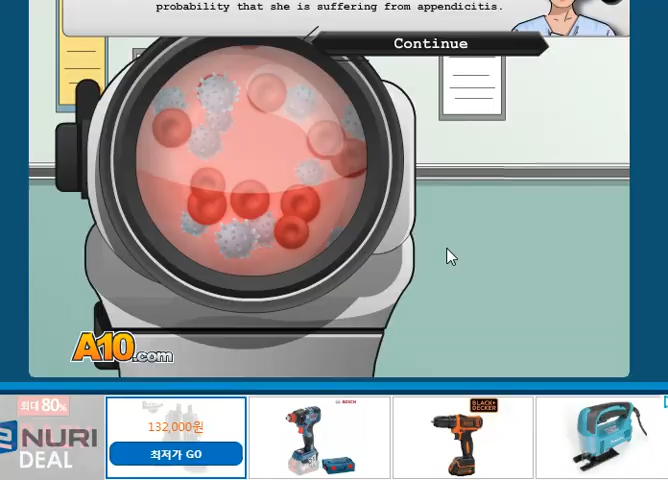 probability that she is suffering from appendicitis.
Continue
A10.com
최대 80%
NURI
DEAL
132,000원
최저가 GO
BOSCH
BLACK+
DECKER